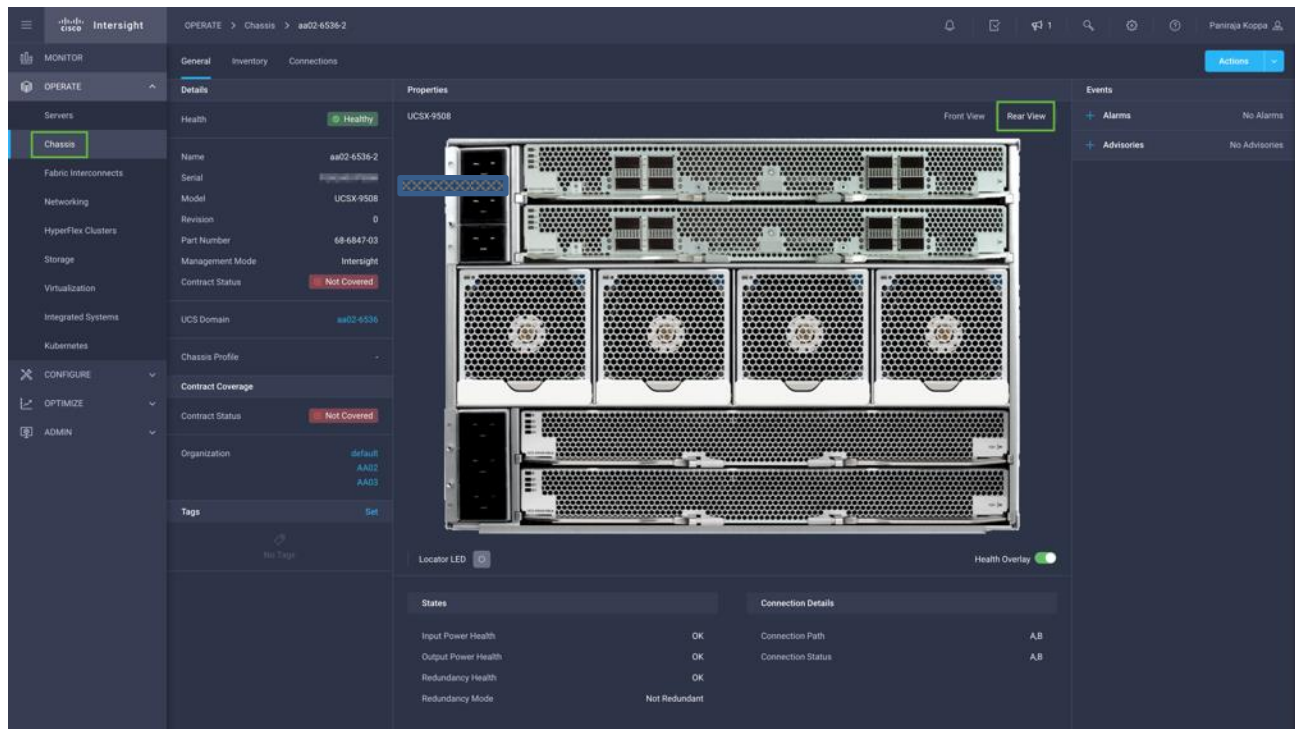 cisco Intersight
OPERATE > Chassis > aa02-6536-2
1
Paniraja Koppa
MONITOR
OPERATE
Servers
Chassis
Fabric Interconnects
Networking
HyperFlex Clusters
Storage
Virtualization
Integrated Systems
Kubernetes
CONFIGURE
OPTIMIZE
ADMIN
General Inventory Connections
Actions
Details
Health Healthy
Name aa02-6536-2
Serial
Model UCSX-9508
Revision 0
Part Number 68-6847-03
Management Mode Intersight
Contract Status Not Covered
UCS Domain aa02-6536
Chassis Profile -
Contract Coverage
Contract Status Not Covered
Organization default
AA02
AA03
Tags Set
No Tags
Properties
UCSX-9508 Front View Rear View
XXXXXXXXXX
Locator LED Health Overlay
States
Input Power Health OK
Output Power Health OK
Redundancy Health OK
Redundancy Mode Not Redundant
Connection Details
Connection Path A,B
Connection Status A,B
Events
Alarms No Alarms
Advisories No Advisories